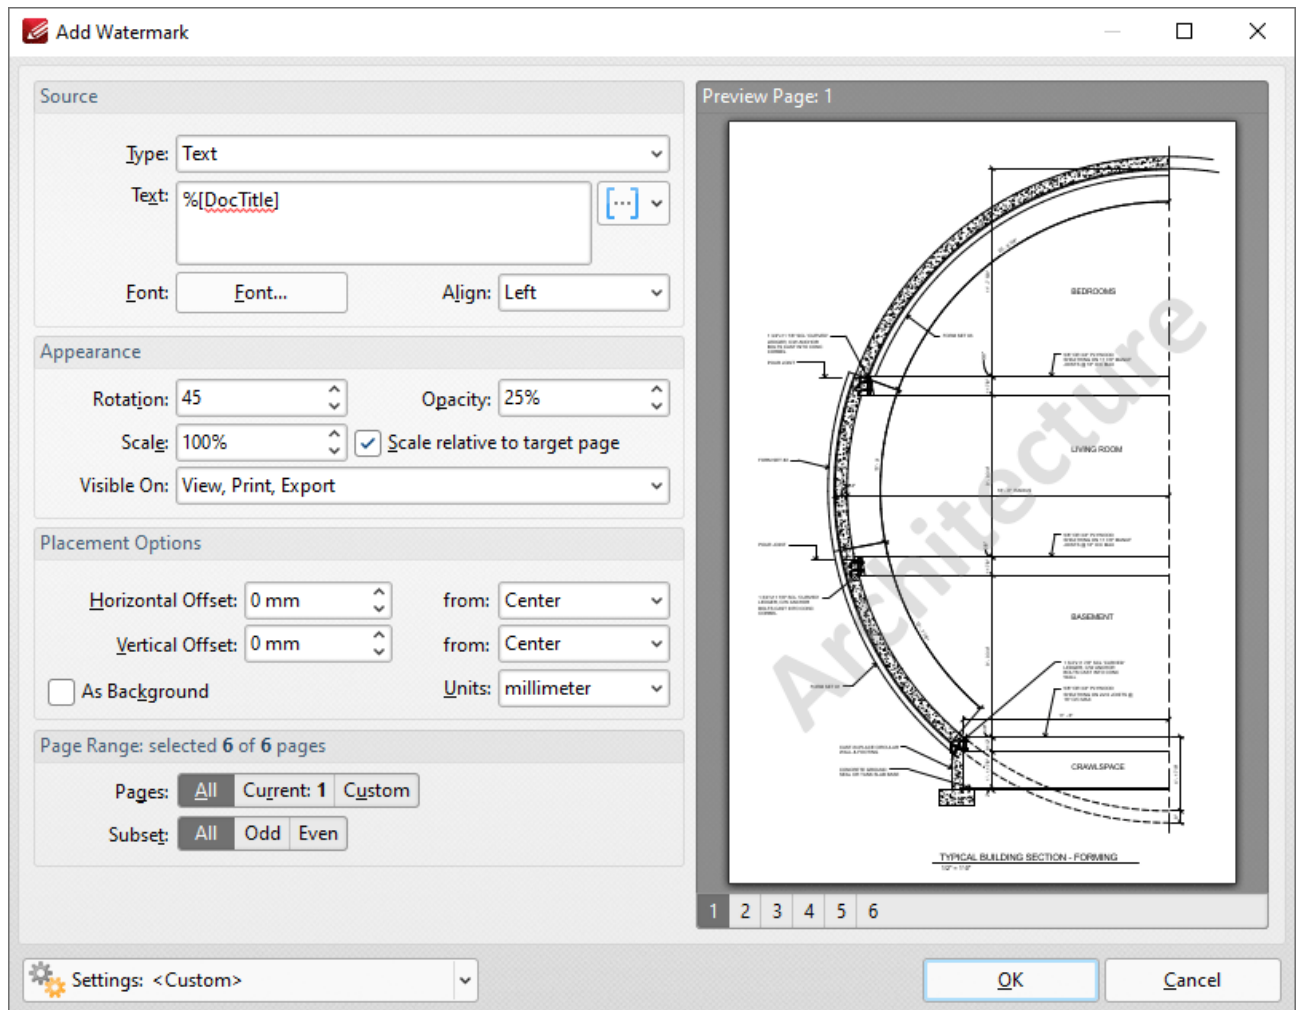 Add Watermark
Source
Type: Text
Text: %[DocTitle]
Font: Font...
Align: Left
Appearance
Rotation: 45
Opacity: 25%
Scale: 100%
Scale relative to target page
Visible On: View, Print, Export
Placement Options
Horizontal Offset: 0 mm
from: Center
Vertical Offset: 0 mm
from: Center
As Background
Units: millimeter
Page Range: selected 6 of 6 pages
Pages: All Current: 1 Custom
Subset: All Odd Even
Preview Page: 1
BEDROOMS
LIVING ROOM
BASEMENT
CRAWLSPACE
Architecture
TYPICAL BUILDING SECTION - FORMING
1 2 3 4 5 6
Settings: <Custom>
OK
Cancel